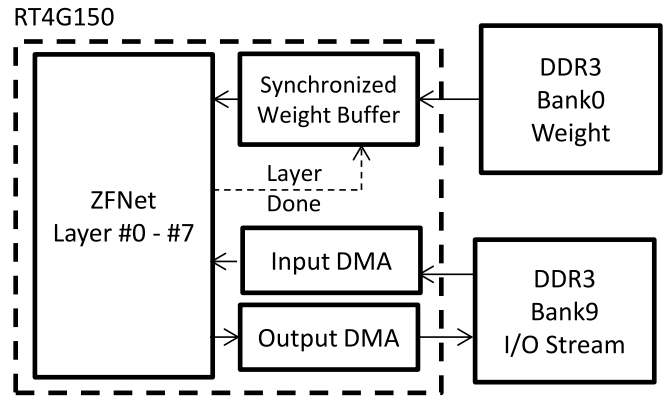 RT4G150
ZFNet
Layer #0 - #7
Synchronized
Weight Buffer
Layer
Done
Input DMA
Output DMA
DDR3
Bank0
Weight
DDR3
Bank9
I/O Stream